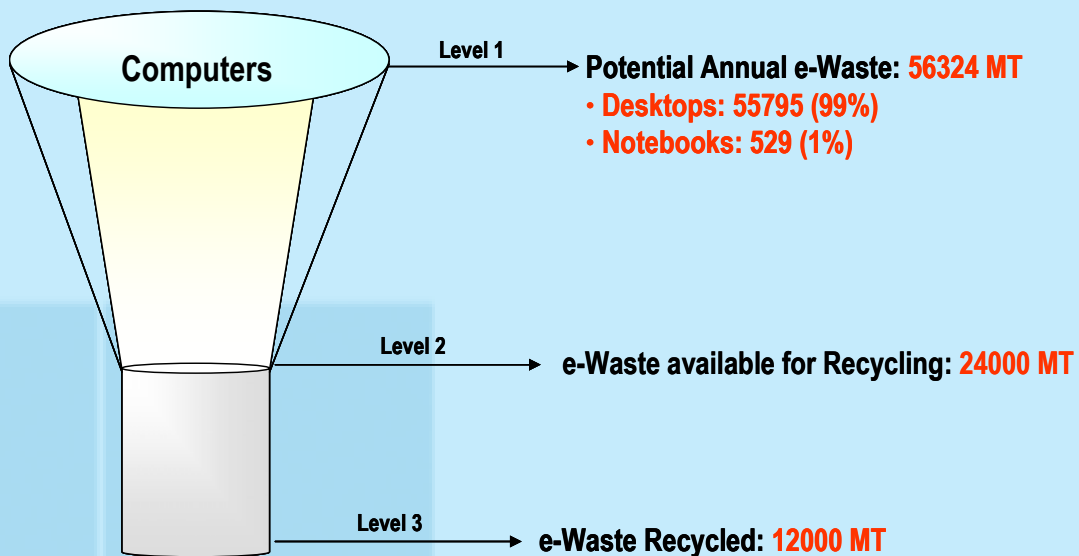 Computers
Level 1
Potential Annual e-Waste: 56324 MT
• Desktops: 55795 (99%)
• Notebooks: 529 (1%)
Level 2
e-Waste available for Recycling: 24000 MT
Level 3
e-Waste Recycled: 12000 MT